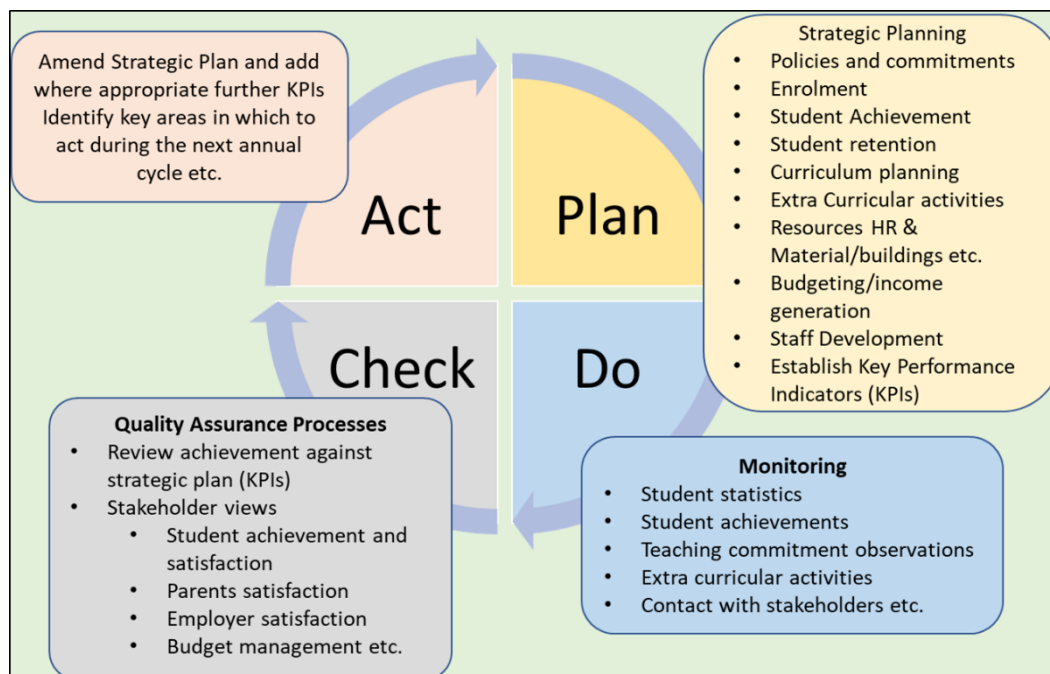 Amend Strategic Plan and add
where appropriate further KPIs
Identify key areas in which to
act during the next annual
cycle etc.
Act
Plan
Strategic Planning
• Policies and commitments
• Enrolment
• Student Achievement
• Student retention
• Curriculum planning
• Extra Curricular activities
• Resources HR &
Material/buildings etc.
• Budgeting/income
generation
• Staff Development
• Establish Key Performance
Indicators (KPIs)
Check
Do
Quality Assurance Processes
• Review achievement against
strategic plan (KPIs)
• Stakeholder views
• Student achievement and
satisfaction
• Parents satisfaction
• Employer satisfaction
• Budget management etc.
Monitoring
• Student statistics
• Student achievements
• Teaching commitment observations
• Extra curricular activities
• Contact with stakeholders etc.